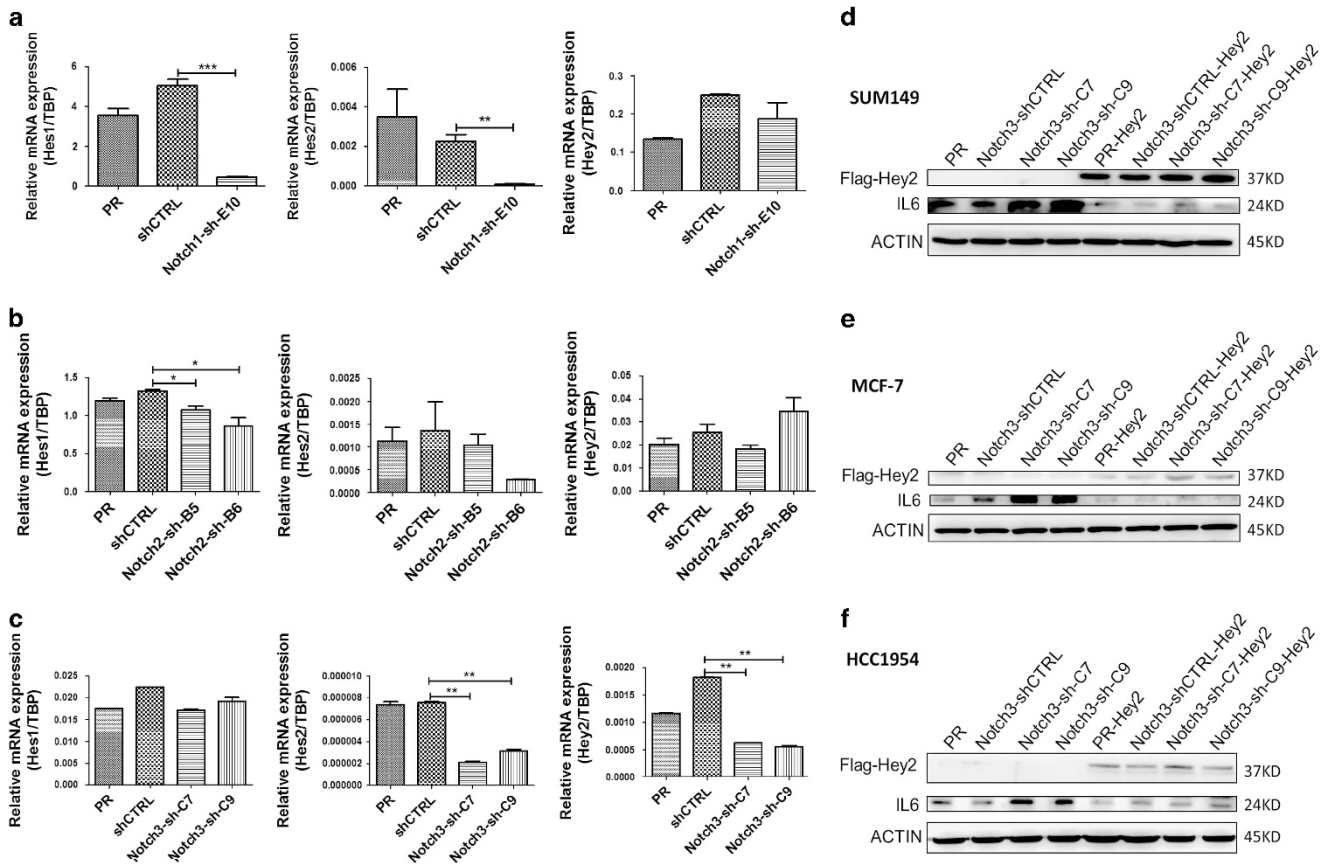 a
Relative mRNA expression
(Hes1/TBP)
6
4
2
0
***
PR
shCTRL
Notch1-sh-E10
Relative mRNA expression
(Hes2/TBP)
0.006
0.004
0.002
0.000
**
PR
shCTRL
Notch1-sh-E10
Relative mRNA expression
(Hey2/TBP)
0.3
0.2
0.1
0.0
PR
shCTRL
Notch1-sh-E10
b
Relative mRNA expression
(Hes1/TBP)
1.5
1.0
0.5
0.0
*
*
PR
shCTRL
Notch2-sh-B5
Notch2-sh-B6
Relative mRNA expression
(Hes2/TBP)
0.0025
0.0020
0.0015
0.0010
0.0005
0.0000
PR
shCTRL
Notch2-sh-B5
Notch2-sh-B6
Relative mRNA expression
(Hey2/TBP)
0.05
0.04
0.03
0.02
0.01
0.00
PR
shCTRL
Notch2-sh-B5
Notch2-sh-B6
c
Relative mRNA expression
(Hes1/TBP)
0.025
0.020
0.015
0.010
0.005
0.000
PR
shCTRL
Notch3-sh-C7
Notch3-sh-C9
Relative mRNA expression
(Hes2/TBP)
0.000010
0.000008
0.000006
0.000004
0.000002
0.000000
**
**
PR
shCTRL
Notch3-sh-C7
Notch3-sh-C9
Relative mRNA expression
(Hey2/TBP)
0.0020
0.0015
0.0010
0.0005
0.0000
**
**
PR
shCTRL
Notch3-sh-C7
Notch3-sh-C9
d
SUM149
PR
Notch3-shCTRL
Notch3-sh-C7
Notch3-sh-C9
PR-Hey2
Notch3-shCTRL-Hey2
Notch3-sh-C7-Hey2
Notch3-sh-C9-Hey2
Flag-Hey2 37KD
IL6 24KD
ACTIN 45KD
e
MCF-7
PR
Notch3-shCTRL
Notch3-sh-C7
Notch3-sh-C9
PR-Hey2
Notch3-shCTRL-Hey2
Notch3-sh-C7-Hey2
Notch3-sh-C9-Hey2
Flag-Hey2 37KD
IL6 24KD
ACTIN 45KD
f
HCC1954
PR
Notch3-shCTRL
Notch3-sh-C7
Notch3-sh-C9
PR-Hey2
Notch3-shCTRL-Hey2
Notch3-sh-C7-Hey2
Notch3-sh-C9-Hey2
Flag-Hey2 37KD
IL6 24KD
ACTIN 45KD